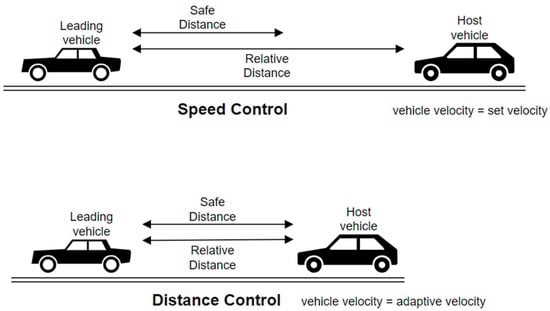 Leading
vehicle
Safe
Distance
Relative
Distance
Host
vehicle
Speed Control
vehicle velocity = set velocity
Leading
vehicle
Safe
Distance
Relative
Distance
Host
vehicle
Distance Control
vehicle velocity = adaptive velocity